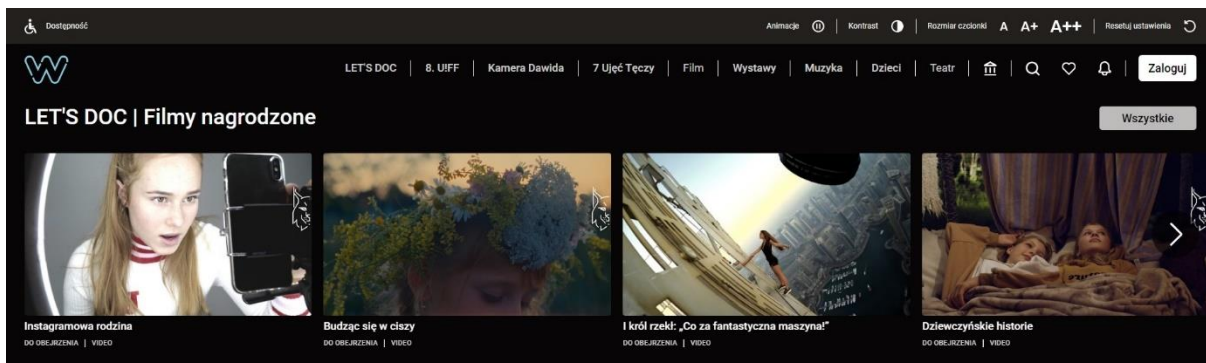 Dostępność Animacje Kontrast Rozmiar czcionki A A+ A++ Resetuj ustawienia
W LET'S DOC | 8. U!FF | Kamera Dawida | 7 Ujęć Tęczy | Film | Wystawy | Muzyka | Dzieci | Teatr | Zaloguj
LET'S DOC | Filmy nagrodzone Wszystkie
Instagramowa rodzina Budząc się w ciszy I król rzekł: „Co za fantastyczna maszyna!" Dziewczyńskie historie
DO OBEJRZENIA | VIDEO DO OBEJRZENIA | VIDEO DO OBEJRZENIA | VIDEO DO OBEJRZENIA | VIDEO